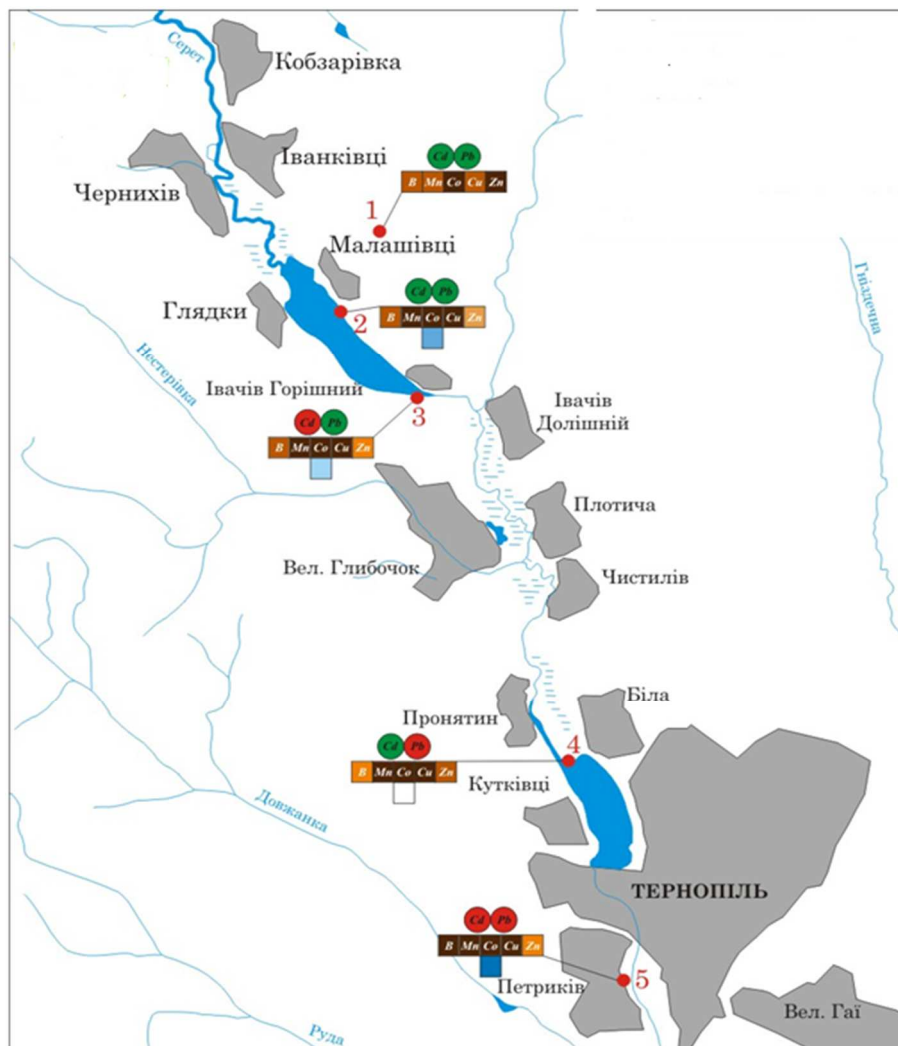 Серет
Кобзарівка
Іванківці
Чернихів
Cd Pb
B Mn Co Cu Zn
1
Малашівці
Гніздечна
Cd Pb
B Mn Co Cu Zn
2
Глядки
Нестерівка
Івачів Горішний
3
Івачів
Долішній
Cd Pb
B Mn Co Cu Zn
Плотича
Вел. Глибочок
Чистилів
Біла
Пронятин
4
Cd Pb
B Mn Co Cu Zn
Кутківці
Довжанка
ТЕРНОПІЛЬ
Cd Pb
B Mn Co Cu Zn
Петриків
5
Вел. Гаї
Руда